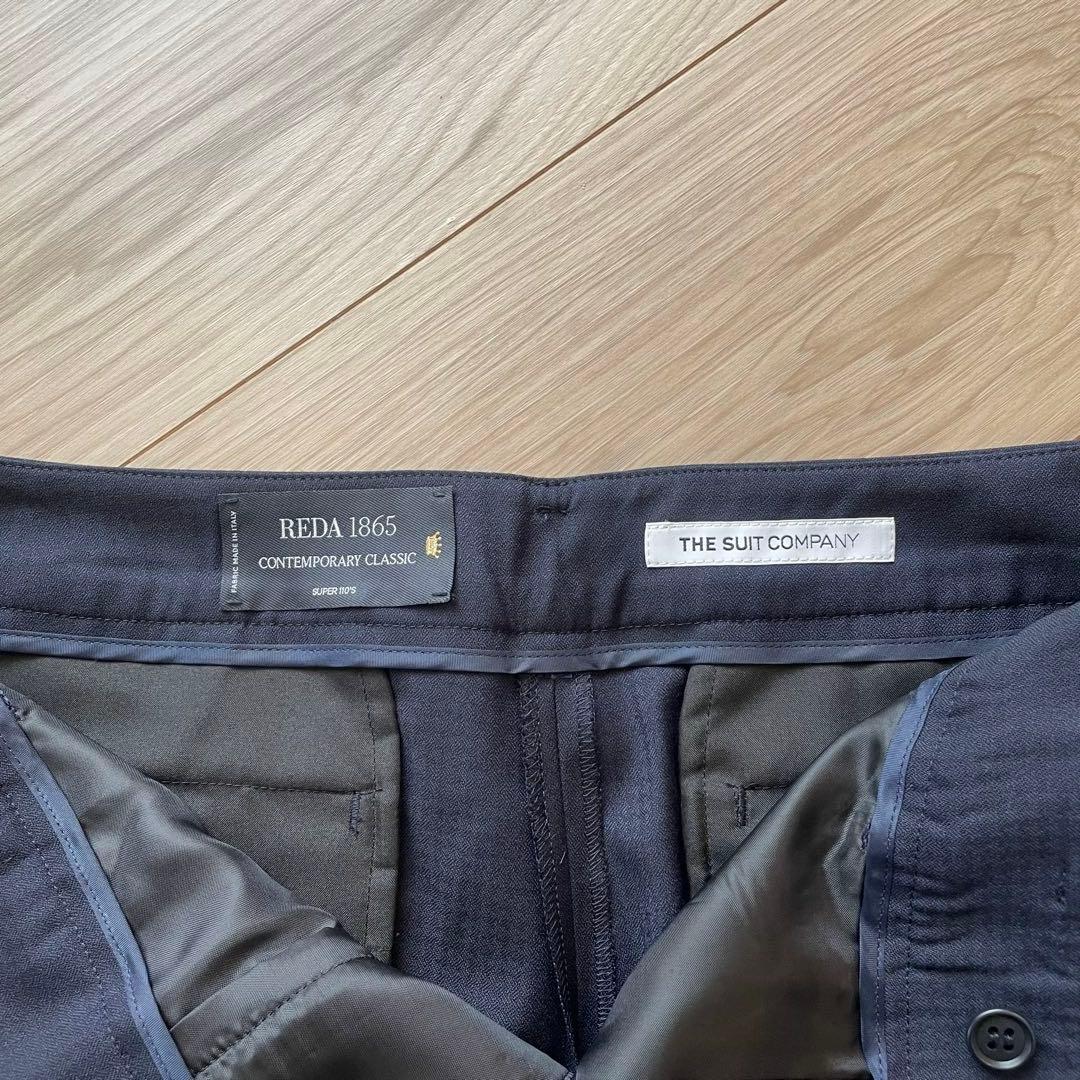 FABRIC MADE IN ITALY
REDA 1865
CONTEMPORARY CLASSIC
SUPER 110'S
THE SUIT COMPANY